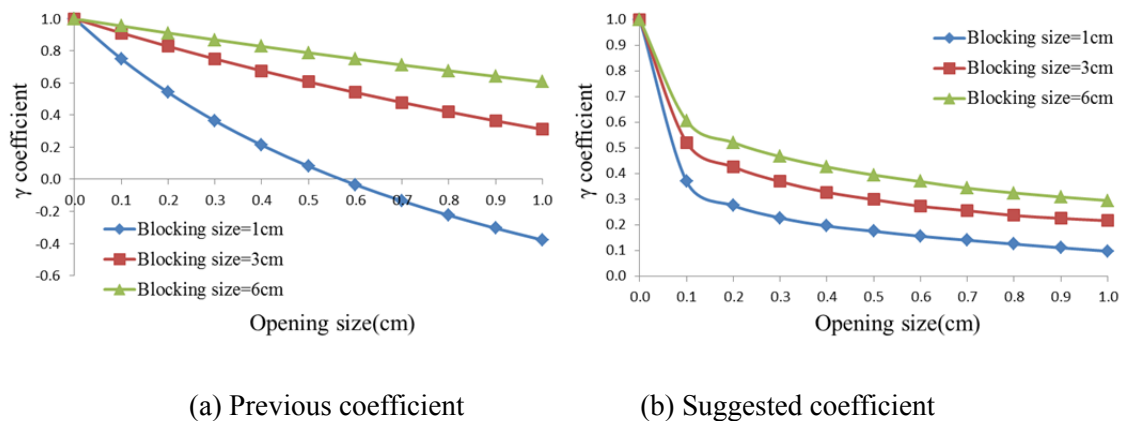 1.0
0.8
0.6
0.4
0.2
0.0
-0.2
-0.4
-0.6
γ coefficient
0.0 0.1 0.2 0.3 0.4 0.5 0.6 0.7 0.8 0.9 1.0
Blocking size=1cm
Blocking size=3cm
Blocking size=6cm
Opening size(cm)
(a) Previous coefficient
1.0
0.9
0.8
0.7
0.6
0.5
0.4
0.3
0.2
0.1
0.0
γ coefficient
Blocking size=1cm
Blocking size=3cm
Blocking size=6cm
0.0 0.1 0.2 0.3 0.4 0.5 0.6 0.7 0.8 0.9 1.0
Opening size(cm)
(b) Suggested coefficient